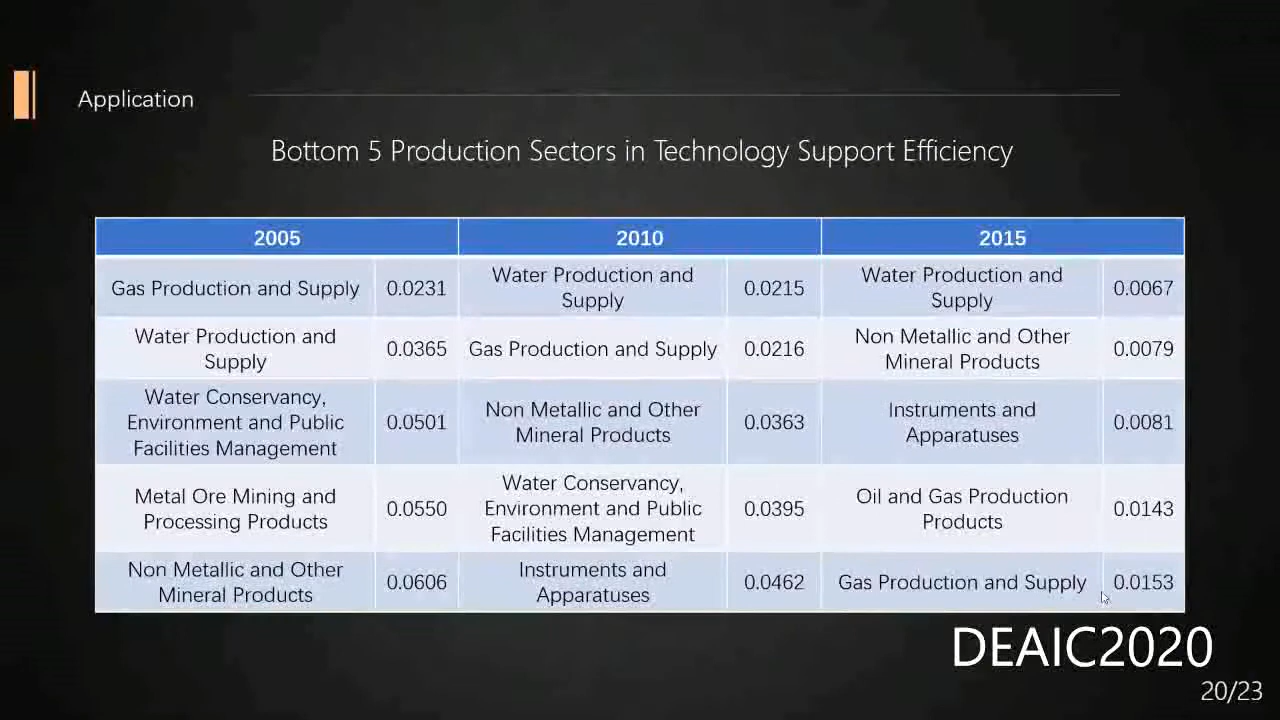 Application
Bottom 5 Production Sectors in Technology Support Efficiency
2005 2010 2015
Gas Production and Supply 0.0231 Water Production and Supply 0.0215 Water Production and Supply 0.0067
Water Production and Supply 0.0365 Gas Production and Supply 0.0216 Non Metallic and Other Mineral Products 0.0079
Water Conservancy, Environment and Public Facilities Management 0.0501 Non Metallic and Other Mineral Products 0.0363 Instruments and Apparatuses 0.0081
Metal Ore Mining and Processing Products 0.0550 Water Conservancy, Environment and Public Facilities Management 0.0395 Oil and Gas Production Products 0.0143
Non Metallic and Other Mineral Products 0.0606 Instruments and Apparatuses 0.0462 Gas Production and Supply 0.0153
DEAIC2020
20/23